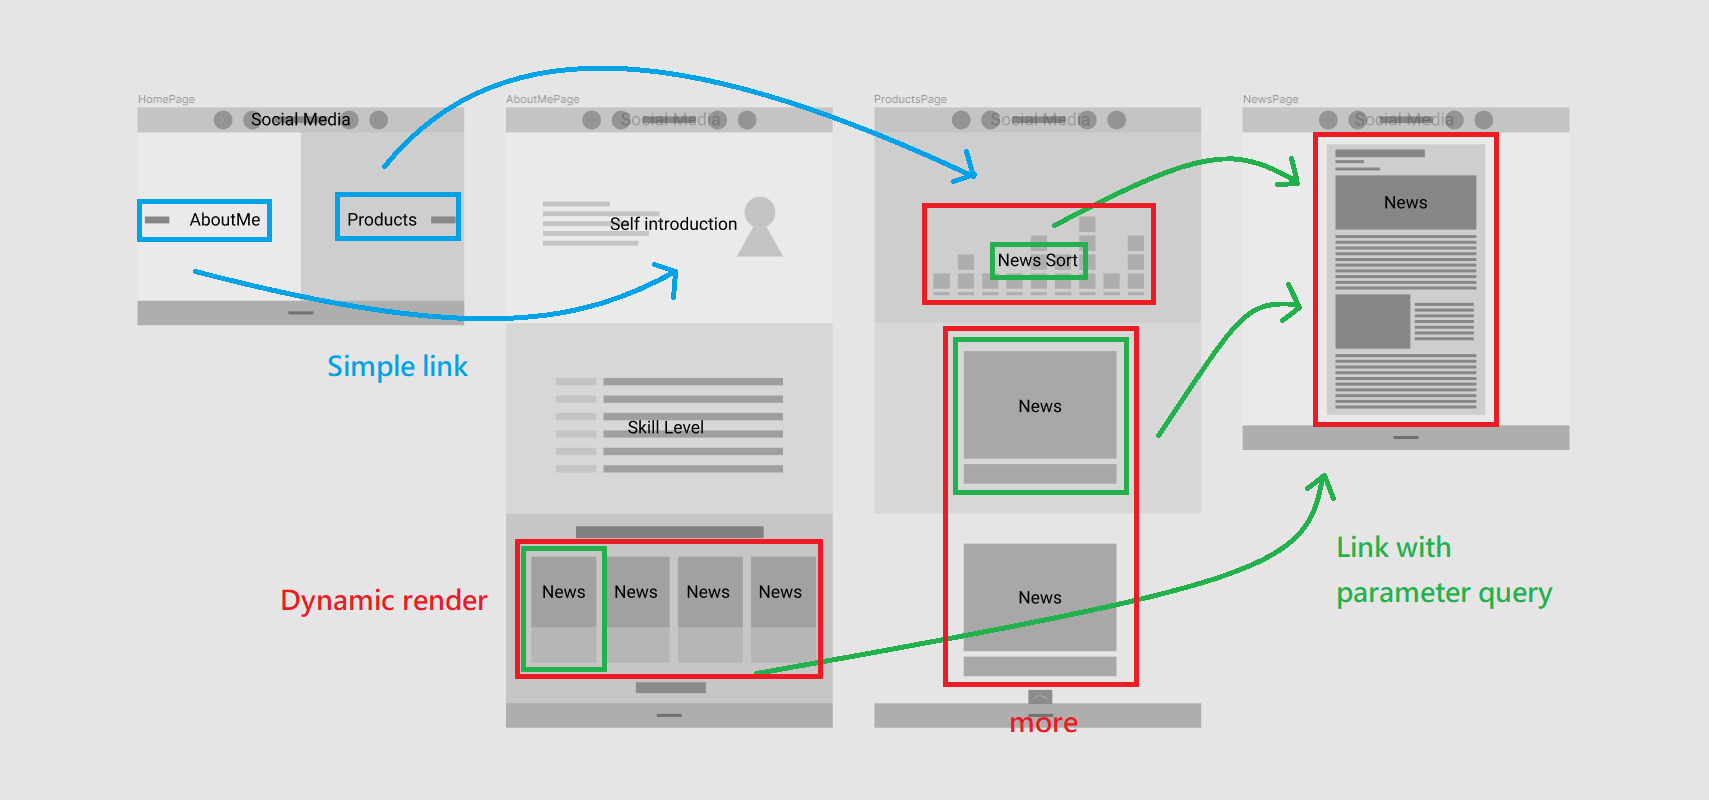 HomePage
Social Media
AboutMe
Products
Simple link
AboutMePage
Social Media
Self introduction
Skill Level
News
News
News
News
Dynamic render
ProductsPage
Social Media
News Sort
News
News
more
NewsPage
Social Media
News
Link with
parameter query